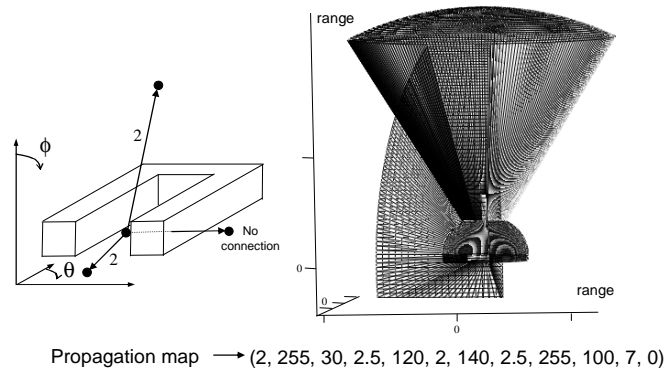 range
ϕ
2
No
connection
2
θ
0
0
range
0
Propagation map → (2, 255, 30, 2.5, 120, 2, 140, 2.5, 255, 100, 7, 0)